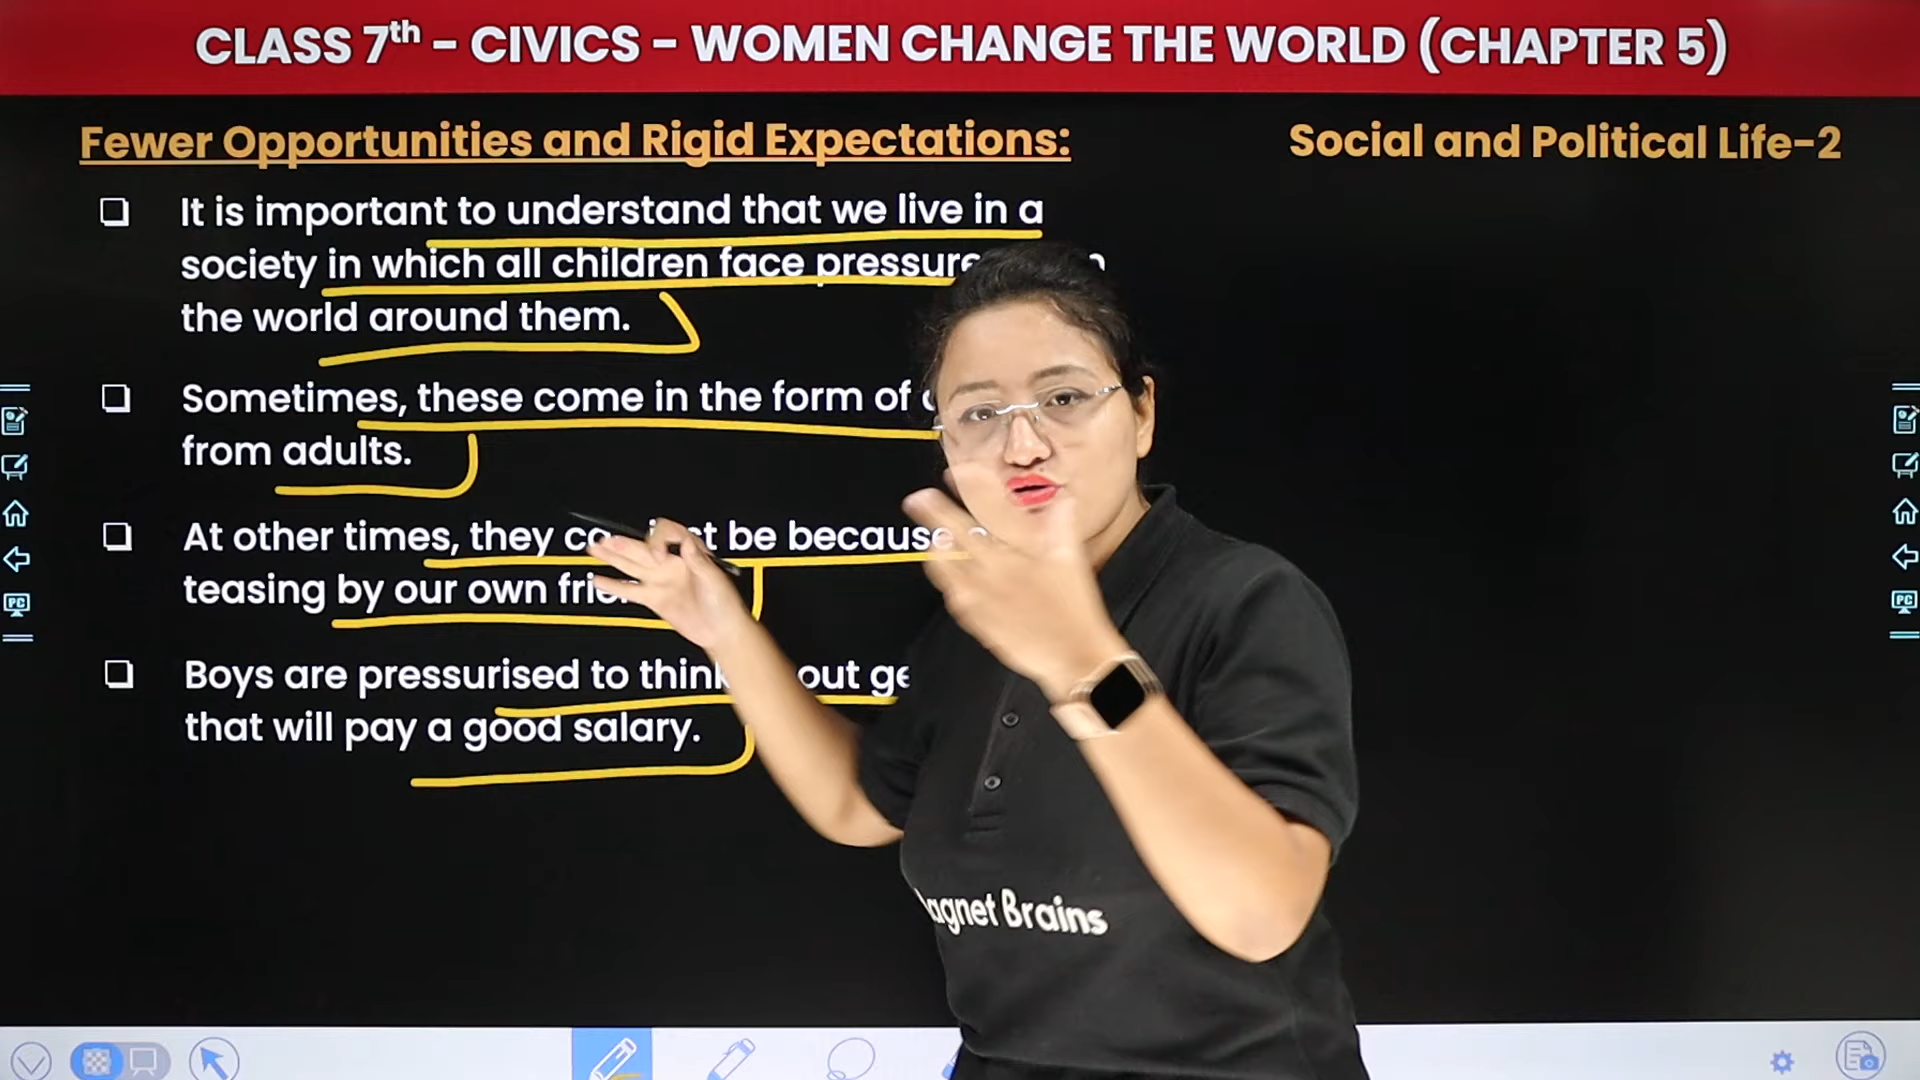 CLASS 7th - CIVICS - WOMEN CHANGE THE WORLD (CHAPTER 5)
Fewer Opportunities and Rigid Expectations:
Social and Political Life-2
It is important to understand that we live in a
society in which all children face pressure
the world around them.
Sometimes, these come in the form of
from adults.
At other times, they be because
teasing by our own
Boys are pressurised to think
that will pay a good salary.
Brains
PC
PC